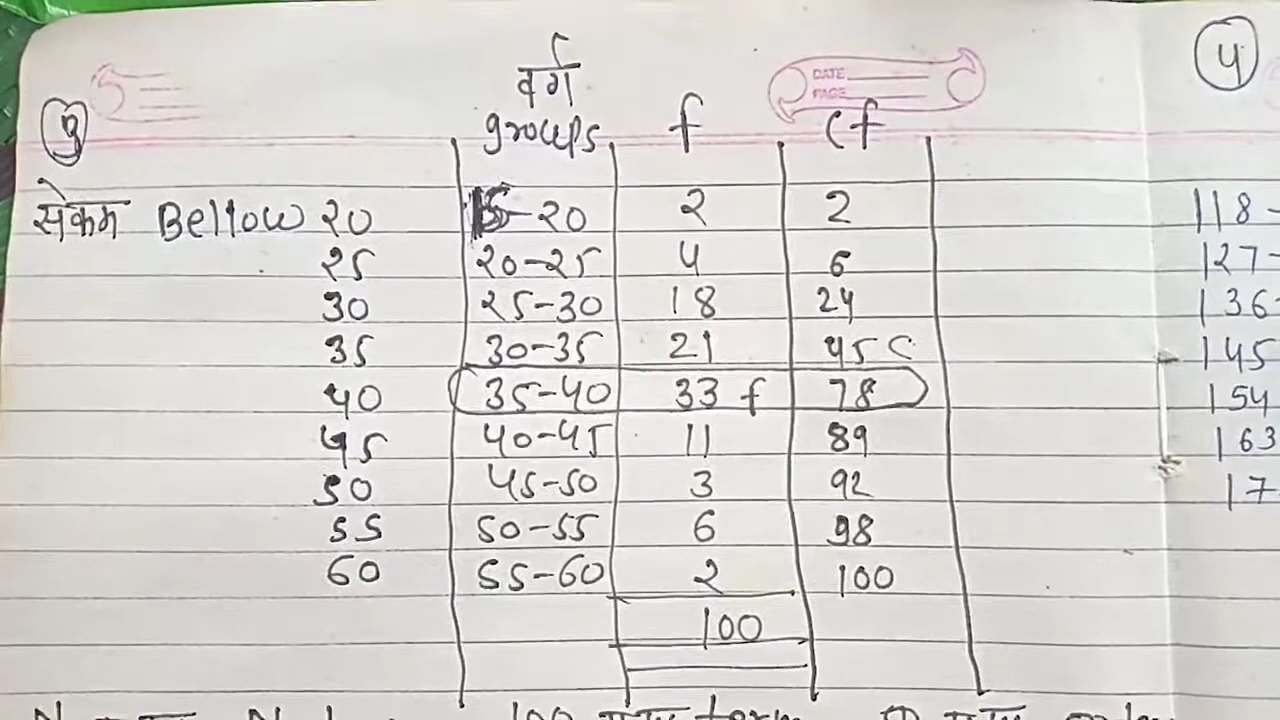 वर्ग
DATE
PAGE
3 groups f cf
से कम Bellow 20 15-20 2 2
25 20-25 4 6
30 25-30 18 24
35 30-35 21 45 C
40 35-40 33 f 78
45 40-45 11 89
50 45-50 3 92
55 50-55 6 98
60 55-60 2 100
100
4
118-
127-
136-
145
154
163
17